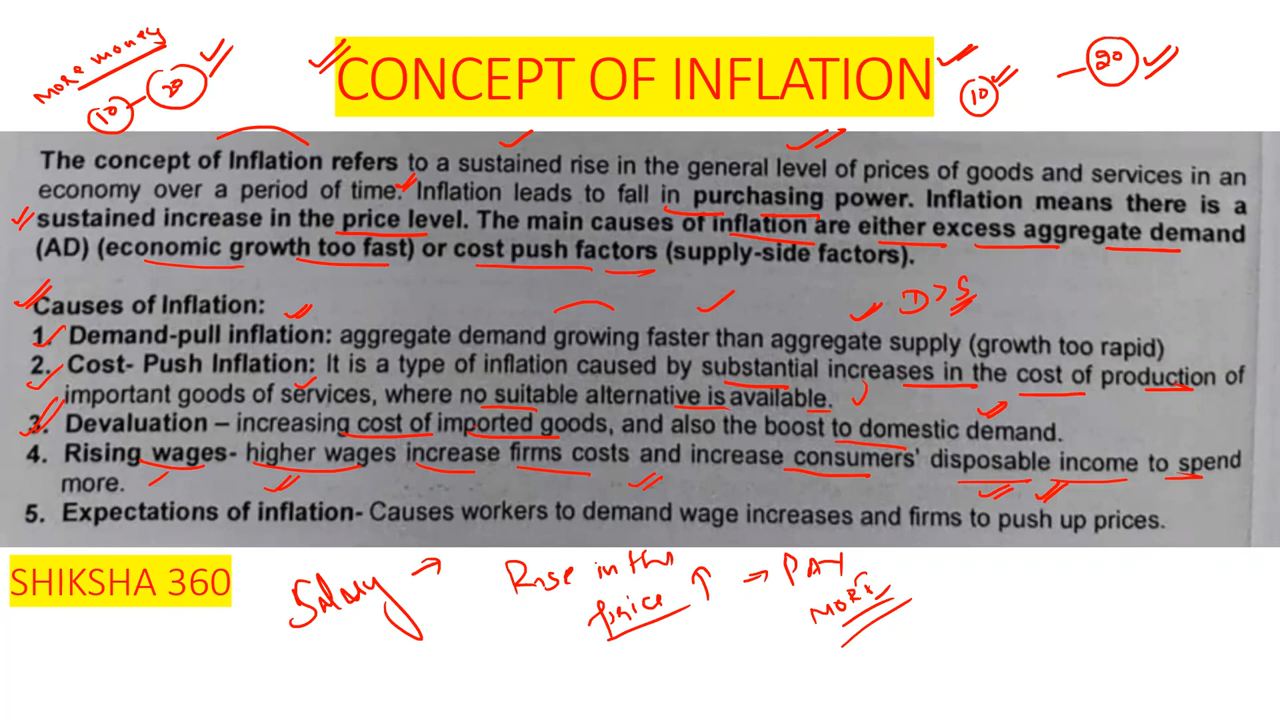 More money
10 - 20
CONCEPT OF INFLATION
10 - 20
The concept of Inflation refers to a sustained rise in the general level of prices of goods and services in an
economy over a period of time. Inflation leads to fall in purchasing power. Inflation means there is a
sustained increase in the price level. The main causes of inflation are either excess aggregate demand
(AD) (economic growth too fast) or cost push factors (supply-side factors).
Causes of Inflation:
D > S
1. Demand-pull inflation: aggregate demand growing faster than aggregate supply (growth too rapid)
2. Cost- Push Inflation: It is a type of inflation caused by substantial increases in the cost of production of
important goods of services, where no suitable alternative is available.
3. Devaluation – increasing cost of imported goods, and also the boost to domestic demand.
4. Rising wages- higher wages increase firms costs and increase consumers' disposable income to spend
more.
5. Expectations of inflation- Causes workers to demand wage increases and firms to push up prices.
SHIKSHA 360
Salary → Rise in the price ↑ → PAY MORE